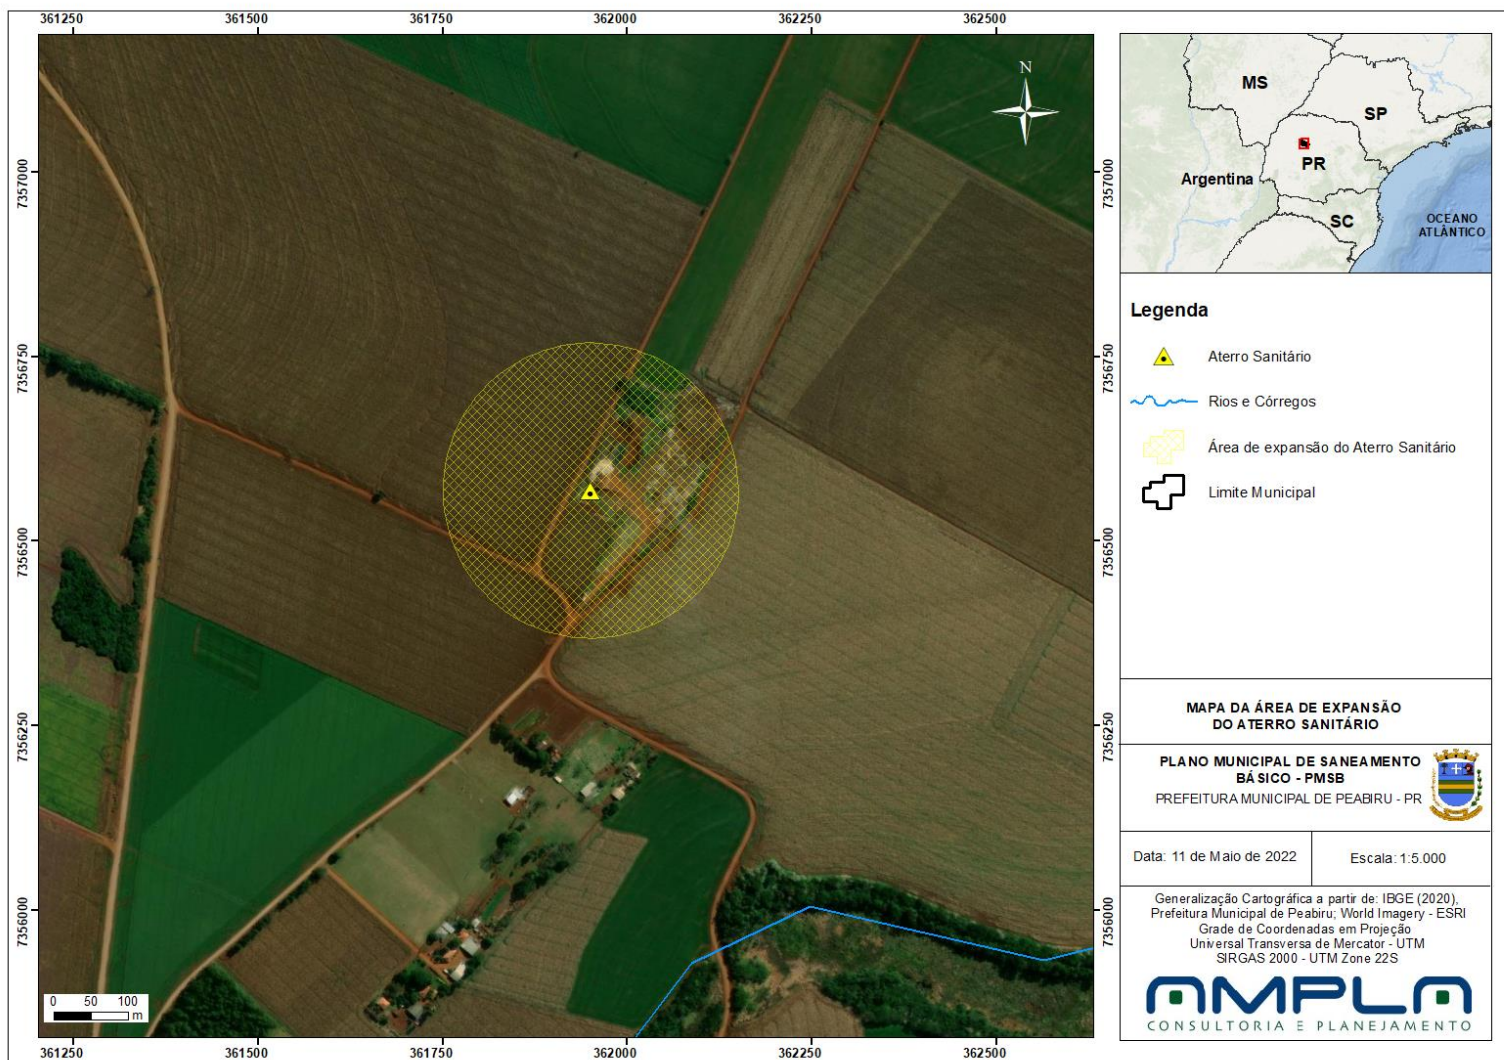 361250
361500
361750
362000
362250
362500
7357000
7356750
7356500
7356250
7356000
7357000
7356750
7356500
7356250
7356000
N
0 50 100
m
361250
361500
361750
362000
362250
362500
MS
SP
PR
Argentina
SC
OCEANO
ATLÂNTICO
Legenda
Aterro Sanitário
Rios e Córregos
Área de expansão do Aterro Sanitário
Limite Municipal
MAPA DA ÁREA DE EXPANSÃO
DO ATERRO SANITÁRIO
PLANO MUNICIPAL DE SANEAMENTO
BÁSICO - PMSB
PREFEITURA MUNICIPAL DE PEABIRU - PR
Data: 11 de Maio de 2022
Escala: 1:5.000
Generalização Cartográfica a partir de: IBGE (2020),
Prefeitura Municipal de Peabiru; World Imagery - ESRI
Grade de Coordenadas em Projeção
Universal Transversa de Mercator - UTM
SIRGAS 2000 - UTM Zone 22S
AMPLA
CONSULTORIA E PLANEJAMENTO